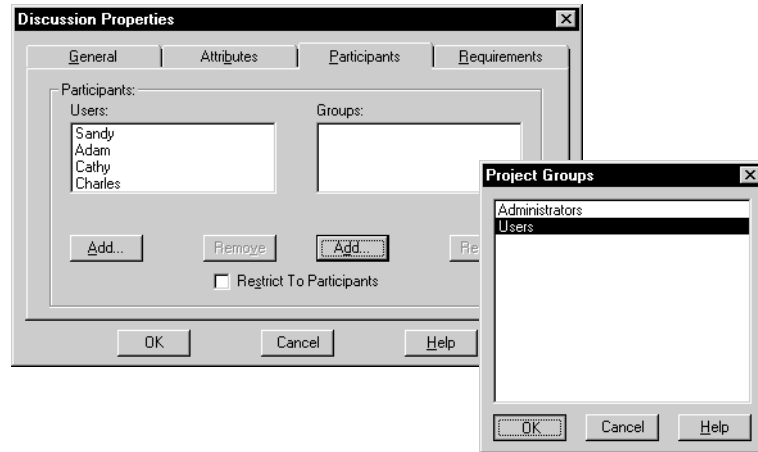 Discussion Properties
General Attributes Participants Requirements
Participants:
Users: Groups:
Sandy
Adam
Cathy
Charles
Add... Remove Add... Re
Restrict To Participants
OK Cancel Help
Project Groups
Administrators
Users
OK Cancel Help